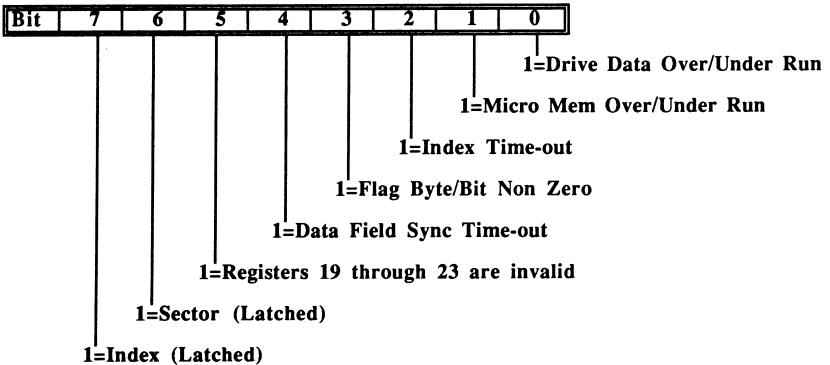 Bit 7 6 5 4 3 2 1 0
1=Drive Data Over/Under Run
1=Micro Mem Over/Under Run
1=Index Time-out
1=Flag Byte/Bit Non Zero
1=Data Field Sync Time-out
1=Registers 19 through 23 are invalid
1=Sector (Latched)
1=Index (Latched)